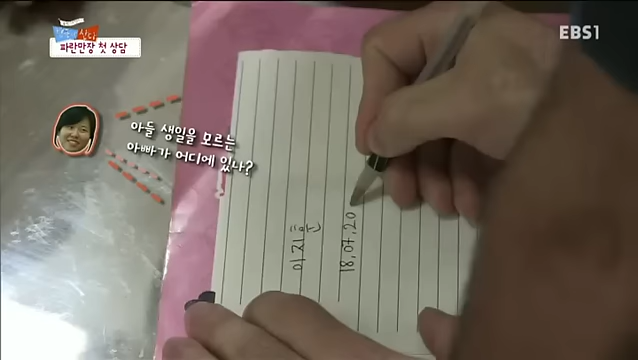 파란만장 첫 상담
EBS1
아들 생일을 모르는
아빠가 어디에 있나?
이지훈
18.07.20